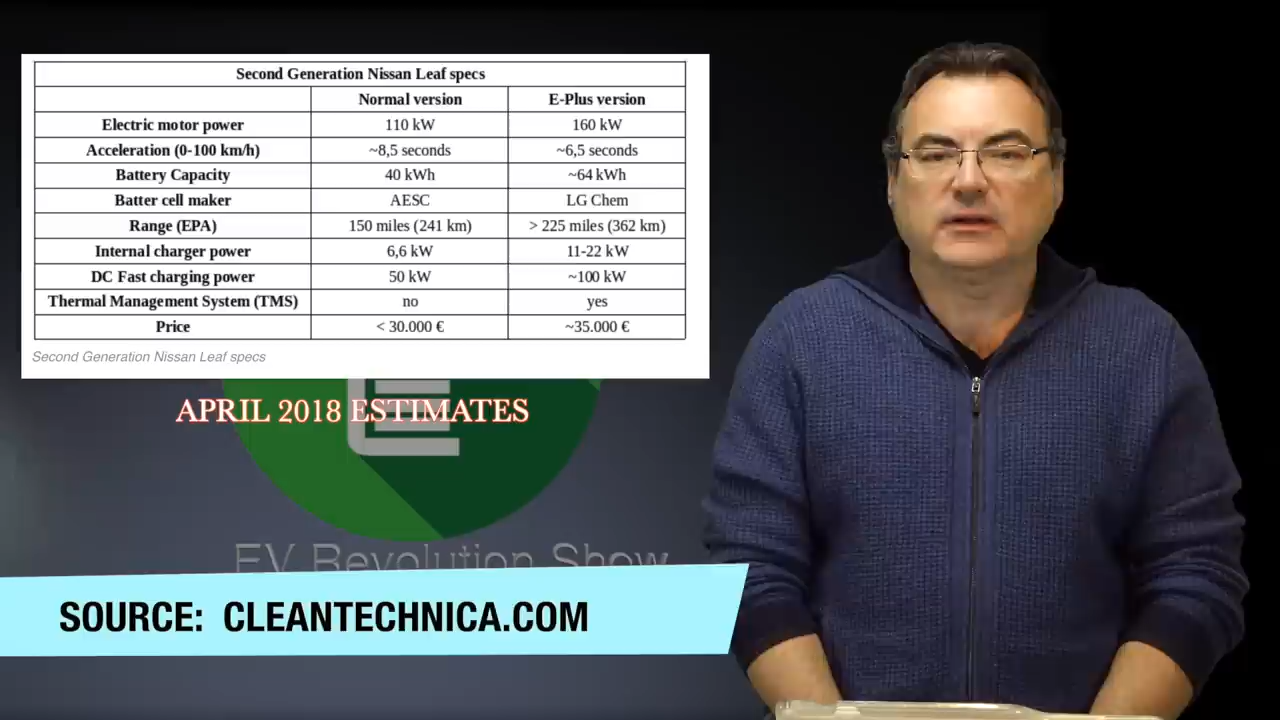 Second Generation Nissan Leaf specs
Normal version E-Plus version
Electric motor power 110 kW 160 kW
Acceleration (0-100 km/h) ~8,5 seconds ~6,5 seconds
Battery Capacity 40 kWh ~64 kWh
Batter cell maker AESC LG Chem
Range (EPA) 150 miles (241 km) > 225 miles (362 km)
Internal charger power 6,6 kW 11-22 kW
DC Fast charging power 50 kW ~100 kW
Thermal Management System (TMS) no yes
Price < 30.000 € ~35.000 €
Second Generation Nissan Leaf specs
APRIL 2018 ESTIMATES
EV Revolution Show
SOURCE: CLEANTECHNICA.COM